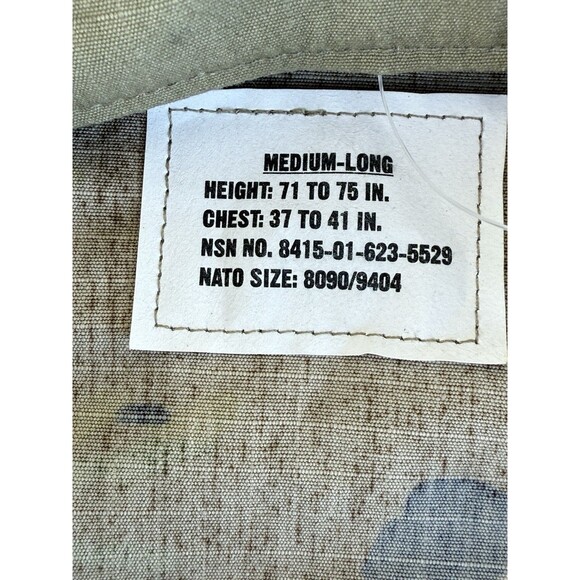 MEDIUM-LONG
HEIGHT: 71 TO 75 IN.
CHEST: 37 TO 41 IN.
NSN NO. 8415-01-623-5529
NATO SIZE: 8090/9404